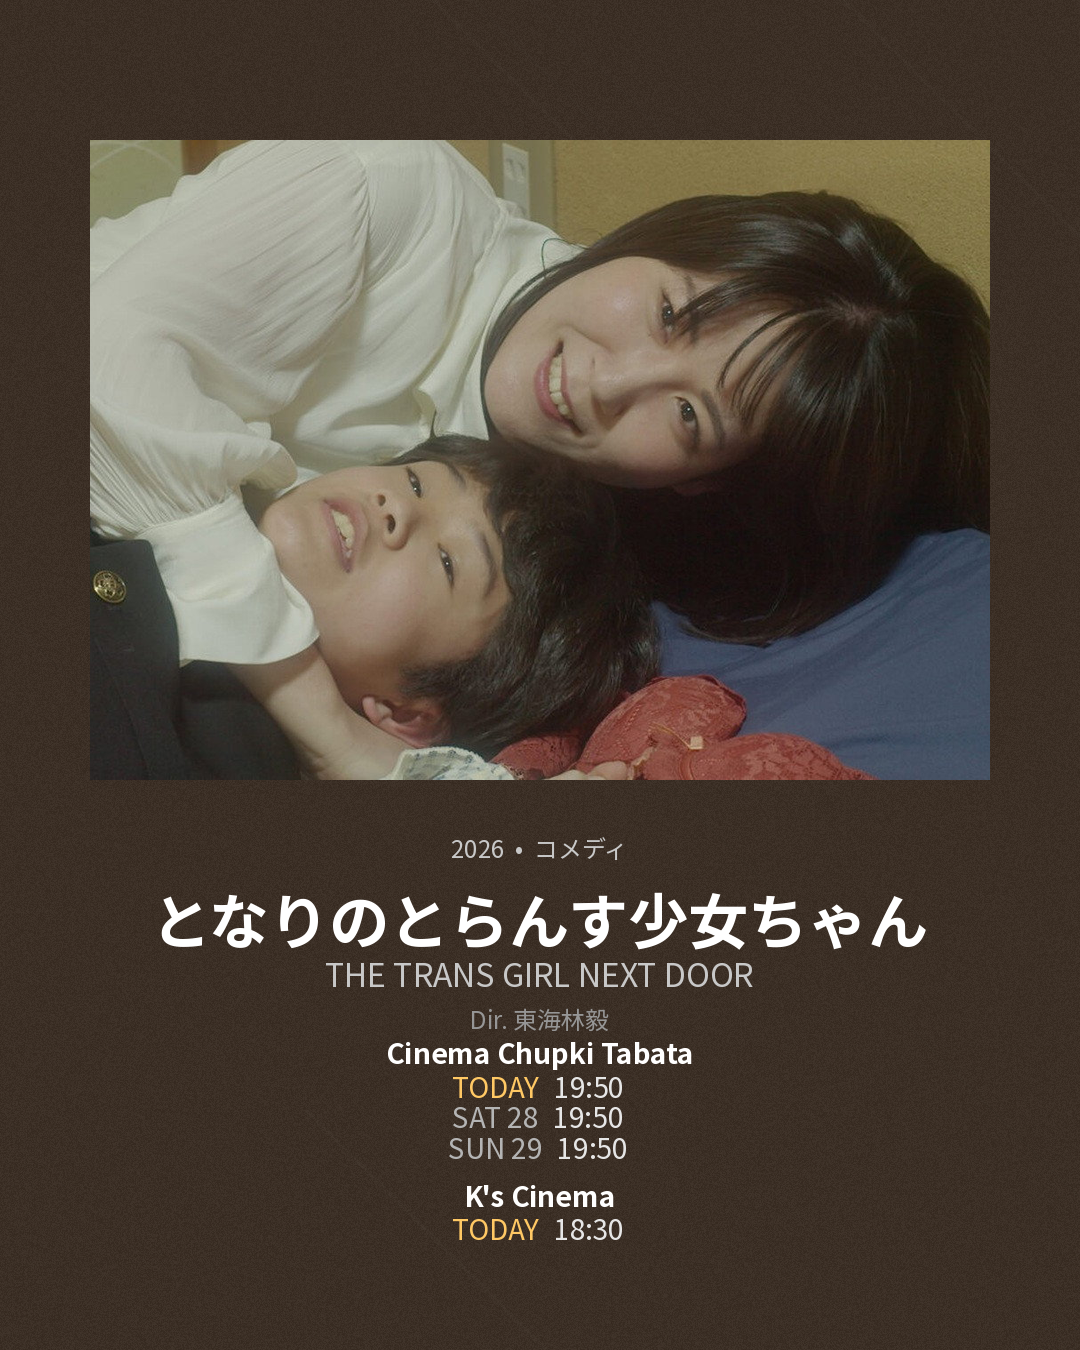 2026 • コメディ
となりのとらんす少女ちゃん
THE TRANS GIRL NEXT DOOR
Dir. 東海林毅
Cinema Chupki Tabata
TODAY 19:50
SAT 28 19:50
SUN 29 19:50
K's Cinema
TODAY 18:30